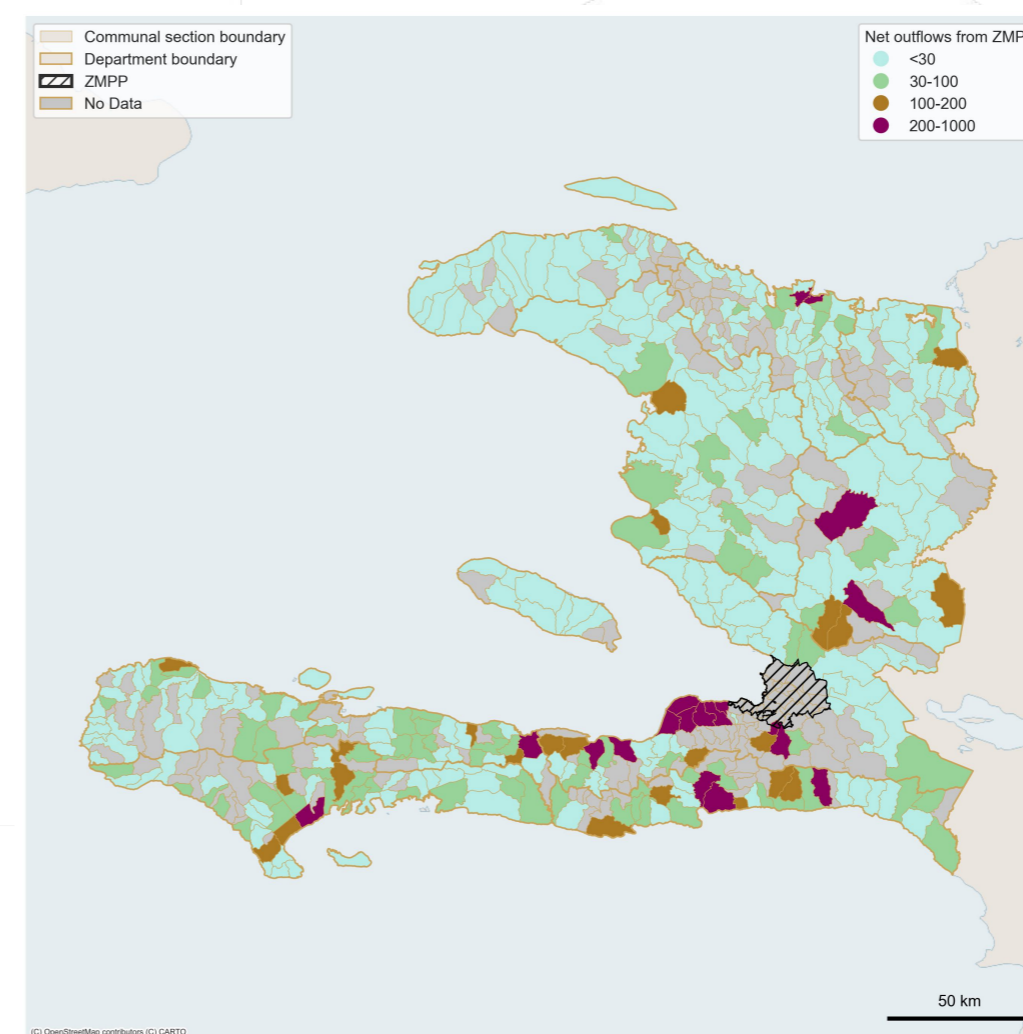 Communal section boundary
Department boundary
ZMPP
No Data
Net outflows from ZMP
<30
30-100
100-200
200-1000
50 km
(C) OpenStreetMap contributors (C) CARTO